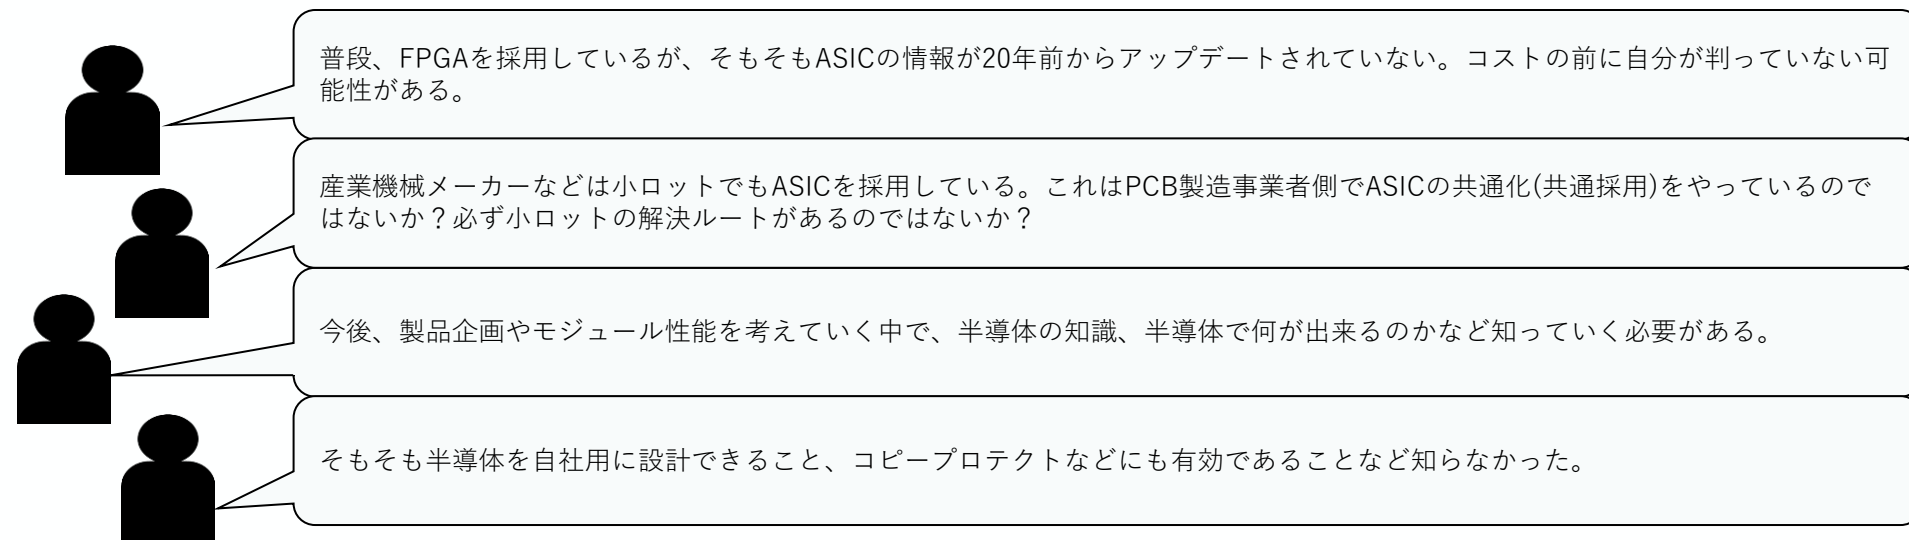 普段、FPGAを採用しているが、そもそもASICの情報が20年前からアップデートされていない。コストの前に自分が判っていない可
能性がある。
産業機械メーカーなどは小ロットでもASICを採用している。これはPCB製造事業者側でASICの共通化(共通採用)をやっているので
はないか？必ず小ロットの解決ルートがあるのではないか？
今後、製品企画やモジュール性能を考えていく中で、半導体の知識、半導体で何が出来るのかなど知っていく必要がある。
そもそも半導体を自社用に設計できること、コピープロテクトなどにも有効であることなど知らなかった。